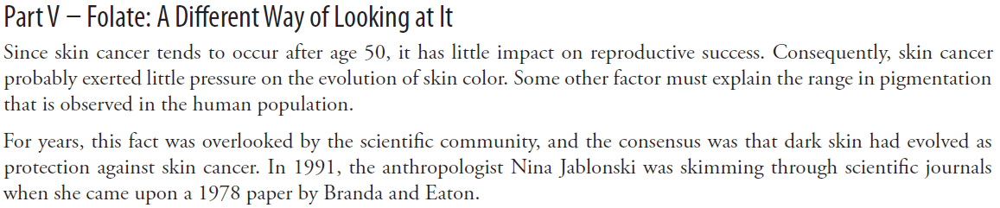 Part V – Folate: A Different Way of Looking at It
Since skin cancer tends to occur after age 50, it has little impact on reproductive success. Consequently, skin cancer
probably exerted little pressure on the evolution of skin color. Some other factor must explain the range in pigmentation
that is observed in the human population.
For years, this fact was overlooked by the scientific community, and the consensus was that dark skin had evolved as
protection against skin cancer. In 1991, the anthropologist Nina Jablonski was skimming through scientific journals
when she came upon a 1978 paper by Branda and Eaton.